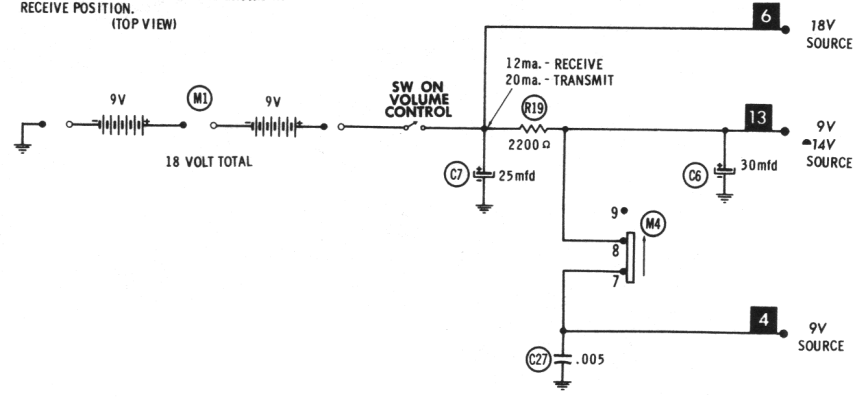 RECEIVE POSITION.
(TOP VIEW)
6
18V
SOURCE
12ma. - RECEIVE
20ma. - TRANSMIT
SW ON
VOLUME
CONTROL
9V
M1
9V
R19
2200 Ω
13
9V
14V
SOURCE
18 VOLT TOTAL
C7
25mfd
C6
30mfd
9
M4
8
7
4
9V
SOURCE
C27
.005